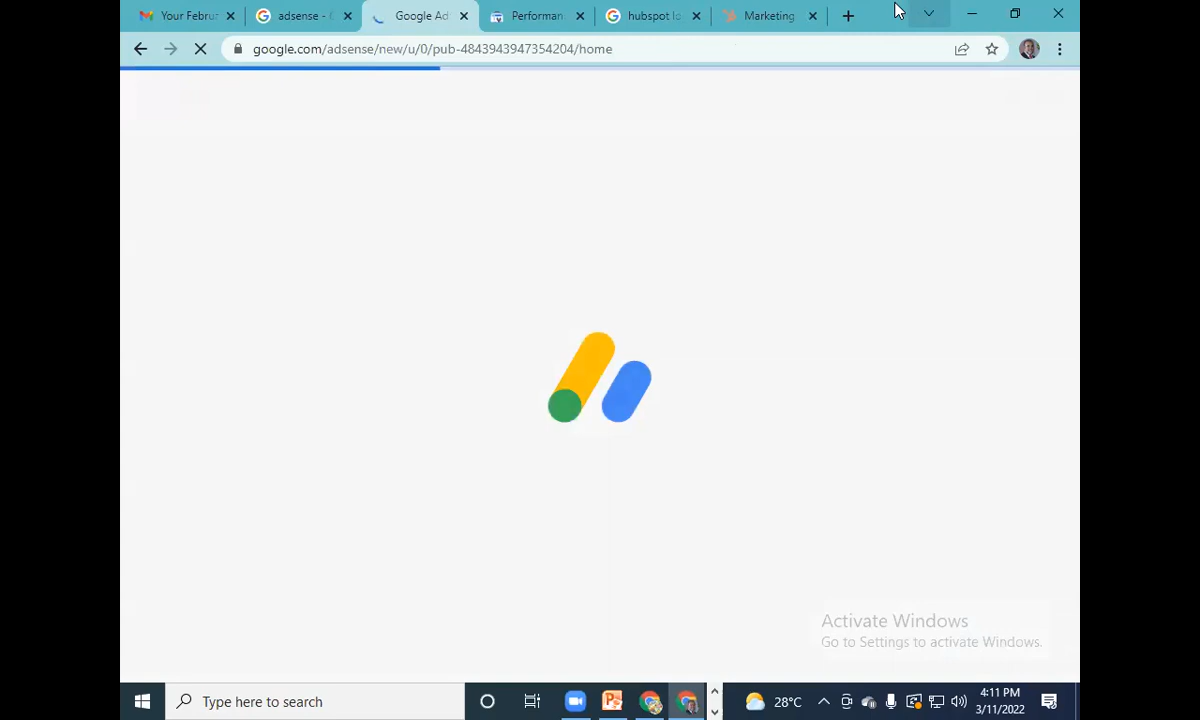 Your Februa
adsense - G
Google Ad
Performan
hubspot lo
Marketing
google.com/adsense/new/u/0/pub-4843943947354204/home
Activate Windows
Go to Settings to activate Windows.
Type here to search
28°C
4:11 PM
3/11/2022